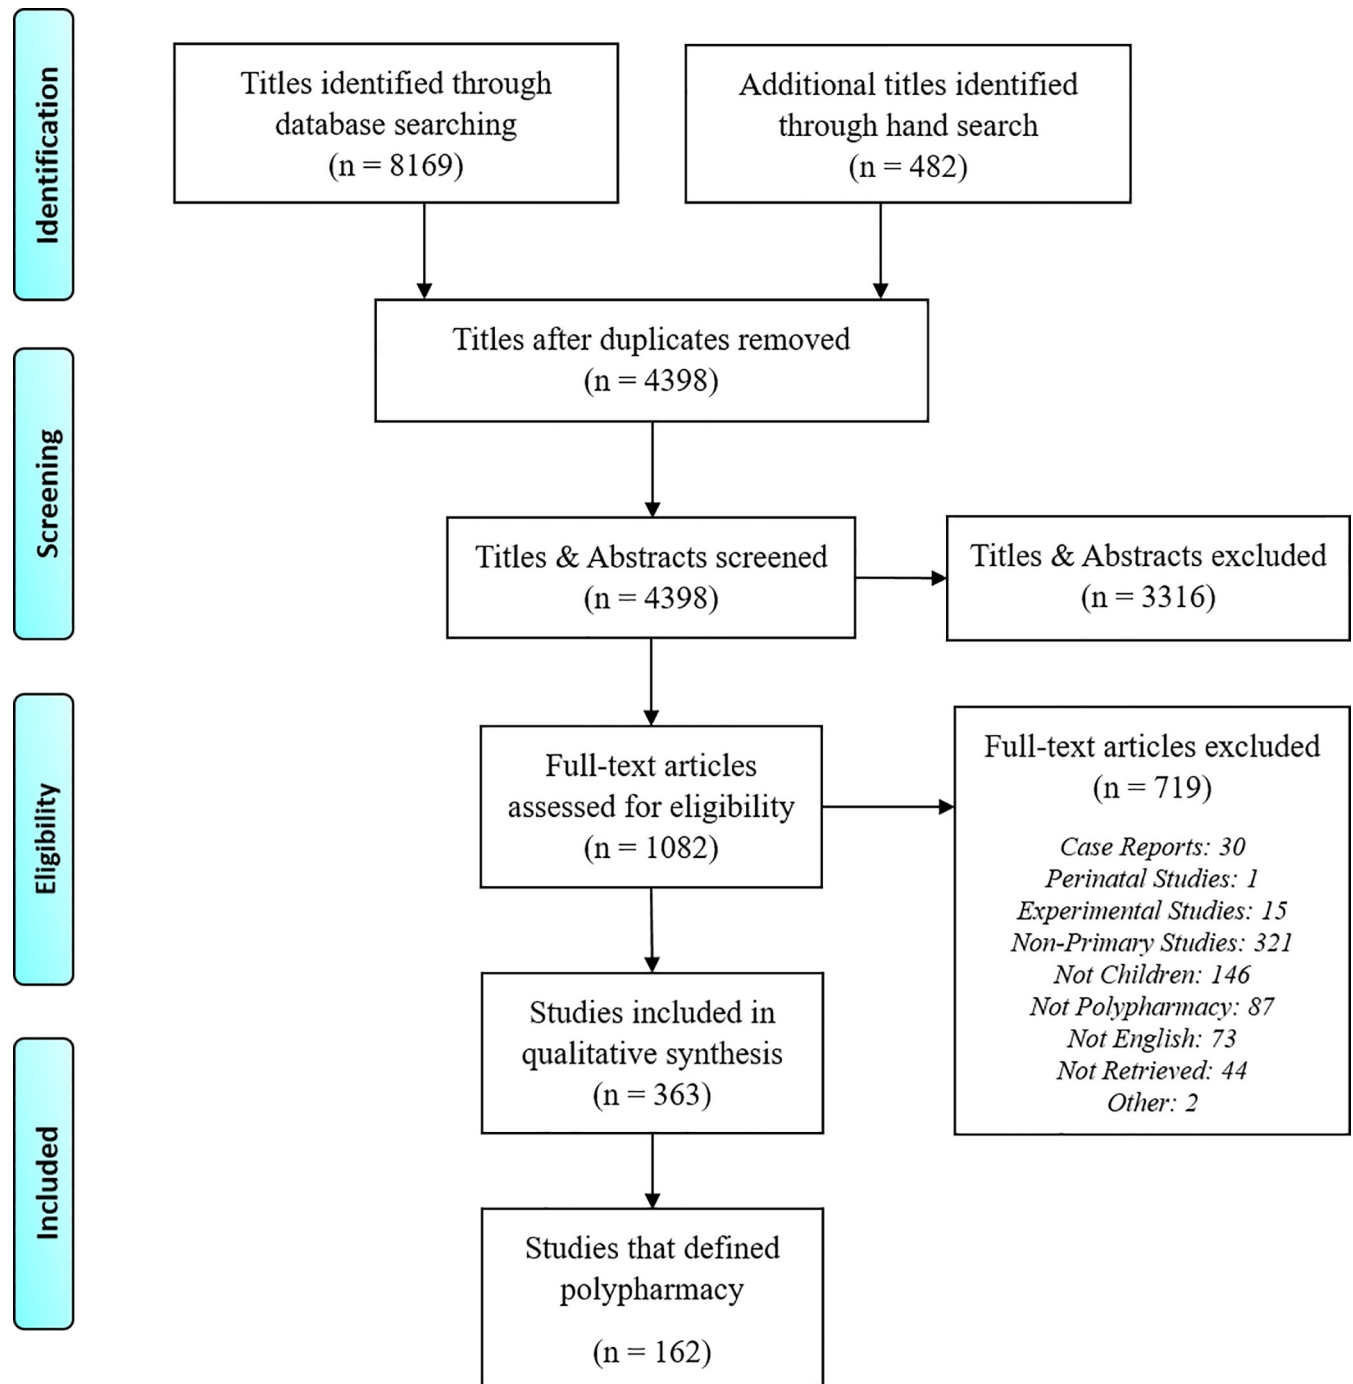 Identification
Titles identified through
database searching
(n = 8169)
Additional titles identified
through hand search
(n = 482)
Titles after duplicates removed
(n = 4398)
Screening
Titles & Abstracts screened
(n = 4398)
Titles & Abstracts excluded
(n = 3316)
Eligibility
Full-text articles
assessed for eligibility
(n = 1082)
Full-text articles excluded
(n = 719)
Case Reports: 30
Perinatal Studies: 1
Experimental Studies: 15
Non-Primary Studies: 321
Not Children: 146
Not Polypharmacy: 87
Not English: 73
Not Retrieved: 44
Other: 2
Studies included in
qualitative synthesis
(n = 363)
Included
Studies that defined
polypharmacy
(n = 162)